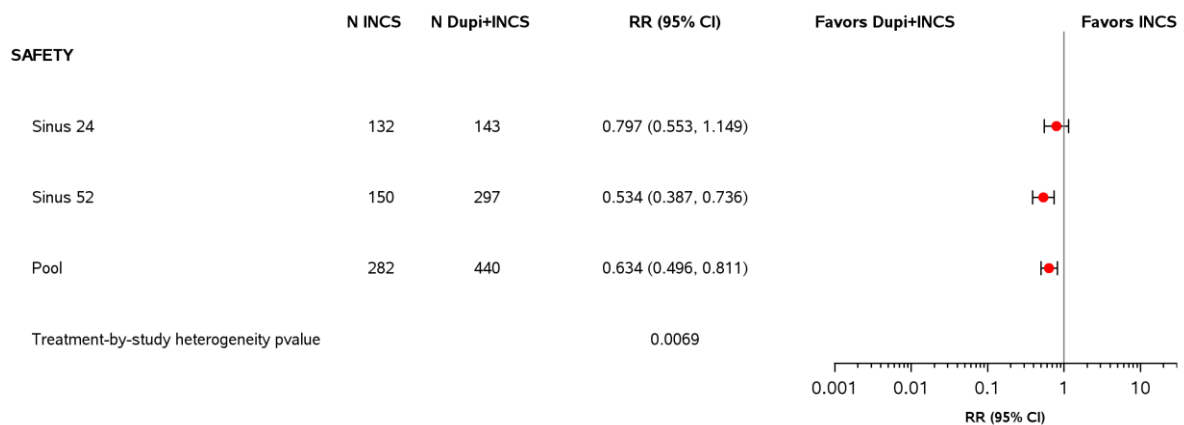 N INCS N Dupi+INCS RR (95% CI) Favors Dupi+INCS Favors INCS
SAFETY
Sinus 24 132 143 0.797 (0.553, 1.149)
Sinus 52 150 297 0.534 (0.387, 0.736)
Pool 282 440 0.634 (0.496, 0.811)
Treatment-by-study heterogeneity pvalue 0.0069
0.001 0.01 0.1 1 10
RR (95% CI)